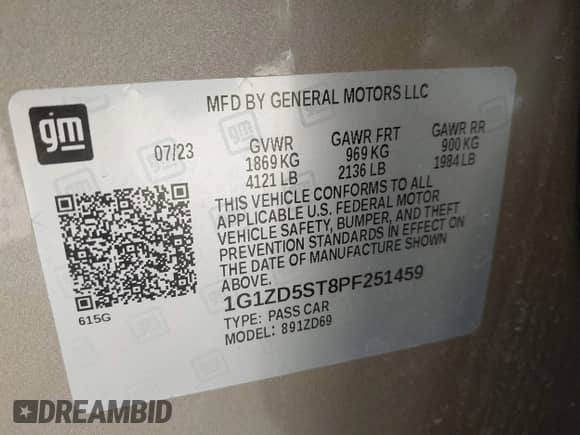 gm
MFD BY GENERAL MOTORS LLC
07/23 GVWR GAWR FRT GAWR RR
1869 KG 969 KG 900 KG
4121 LB 2136 LB 1984 LB
THIS VEHICLE CONFORMS TO ALL
APPLICABLE U.S. FEDERAL MOTOR
VEHICLE SAFETY, BUMPER, AND THEFT
PREVENTION STANDARDS IN EFFECT ON
THE DATE OF MANUFACTURE SHOWN
ABOVE.
1G1ZD5ST8PF251459
TYPE: PASS CAR
MODEL: 891ZD69
615G
DREAMBID